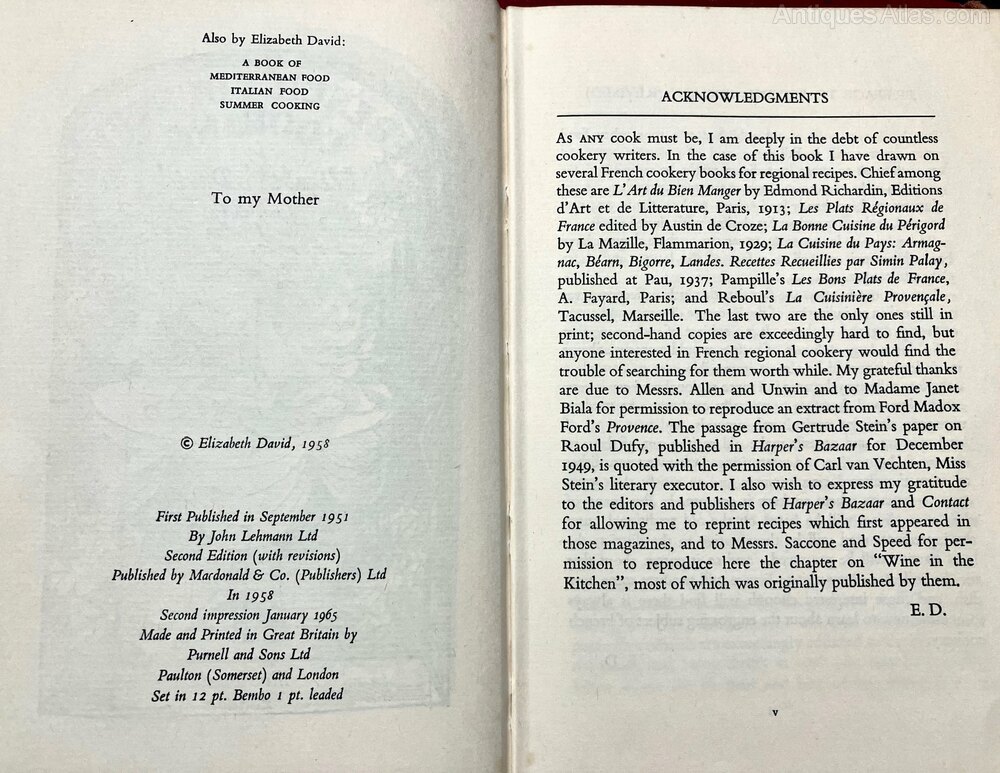 Also by Elizabeth David:
A BOOK OF
MEDITERRANEAN FOOD
ITALIAN FOOD
SUMMER COOKING
To my Mother
© Elizabeth David, 1958
First Published in September 1951
By John Lehmann Ltd
Second Edition (with revisions)
Published by Macdonald & Co. (Publishers) Ltd
In 1958
Second impression January 1965
Made and Printed in Great Britain by
Purnell and Sons Ltd
Paulton (Somerset) and London
Set in 12 pt. Bembo 1 pt. leaded
AntiquesAtlas.com
ACKNOWLEDGMENTS
As ANY cook must be, I am deeply in the debt of countless
cookery writers. In the case of this book I have drawn on
several French cookery books for regional recipes. Chief among
these are L'Art du Bien Manger by Edmond Richardin, Editions
d'Art et de Litterature, Paris, 1913; Les Plats Régionaux de
France edited by Austin de Croze; La Bonne Cuisine du Périgord
by La Mazille, Flammarion, 1929; La Cuisine du Pays: Armag-
nac, Béarn, Bigorre, Landes. Recettes Recueillies par Simin Palay,
published at Pau, 1937; Pampille's Les Bons Plats de France,
A. Fayard, Paris; and Reboul's La Cuisinière Provençale,
Tacussel, Marseille. The last two are the only ones still in
print; second-hand copies are exceedingly hard to find, but
anyone interested in French regional cookery would find the
trouble of searching for them worth while. My grateful thanks
are due to Messrs. Allen and Unwin and to Madame Janet
Biala for permission to reproduce an extract from Ford Madox
Ford's Provence. The passage from Gertrude Stein's paper on
Raoul Dufy, published in Harper's Bazaar for December
1949, is quoted with the permission of Carl van Vechten, Miss
Stein's literary executor. I also wish to express my gratitude
to the editors and publishers of Harper's Bazaar and Contact
for allowing me to reprint recipes which first appeared in
those magazines, and to Messrs. Saccone and Speed for per-
mission to reproduce here the chapter on "Wine in the
Kitchen", most of which was originally published by them.
E. D.
v